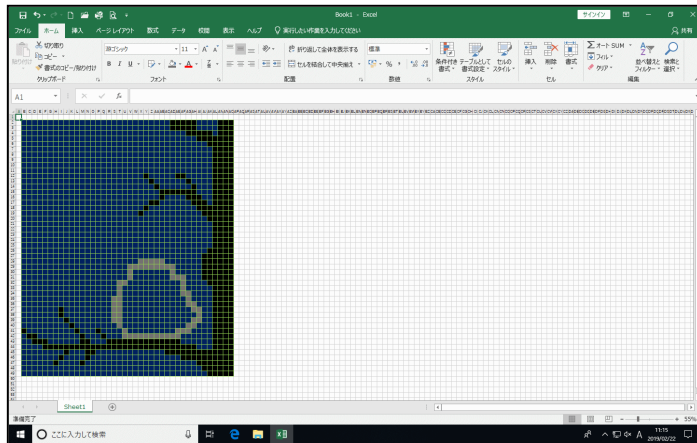 Book1 - Excel
サインイン
ファイル ホーム 挿入 ページレイアウト 数式 データ 校閲 表示 ヘルプ 実行したい作業を入力してください 共有
切り取り
コピー
書式のコピー/貼り付け
貼り付け
クリップボード
游ゴシック 11
B I U
フォント
折り返して全体を表示する
セルを結合して中央揃え
配置
標準
数値
条件付き書式
テーブルとして書式設定
セルのスタイル
スタイル
挿入 削除 書式
セル
オート SUM
フィル
クリア
並べ替えと フィルター
検索と 選択
編集
A1
fx
Sheet1
準備完了
55%
ここに入力して検索
A
11:15
2019/02/22